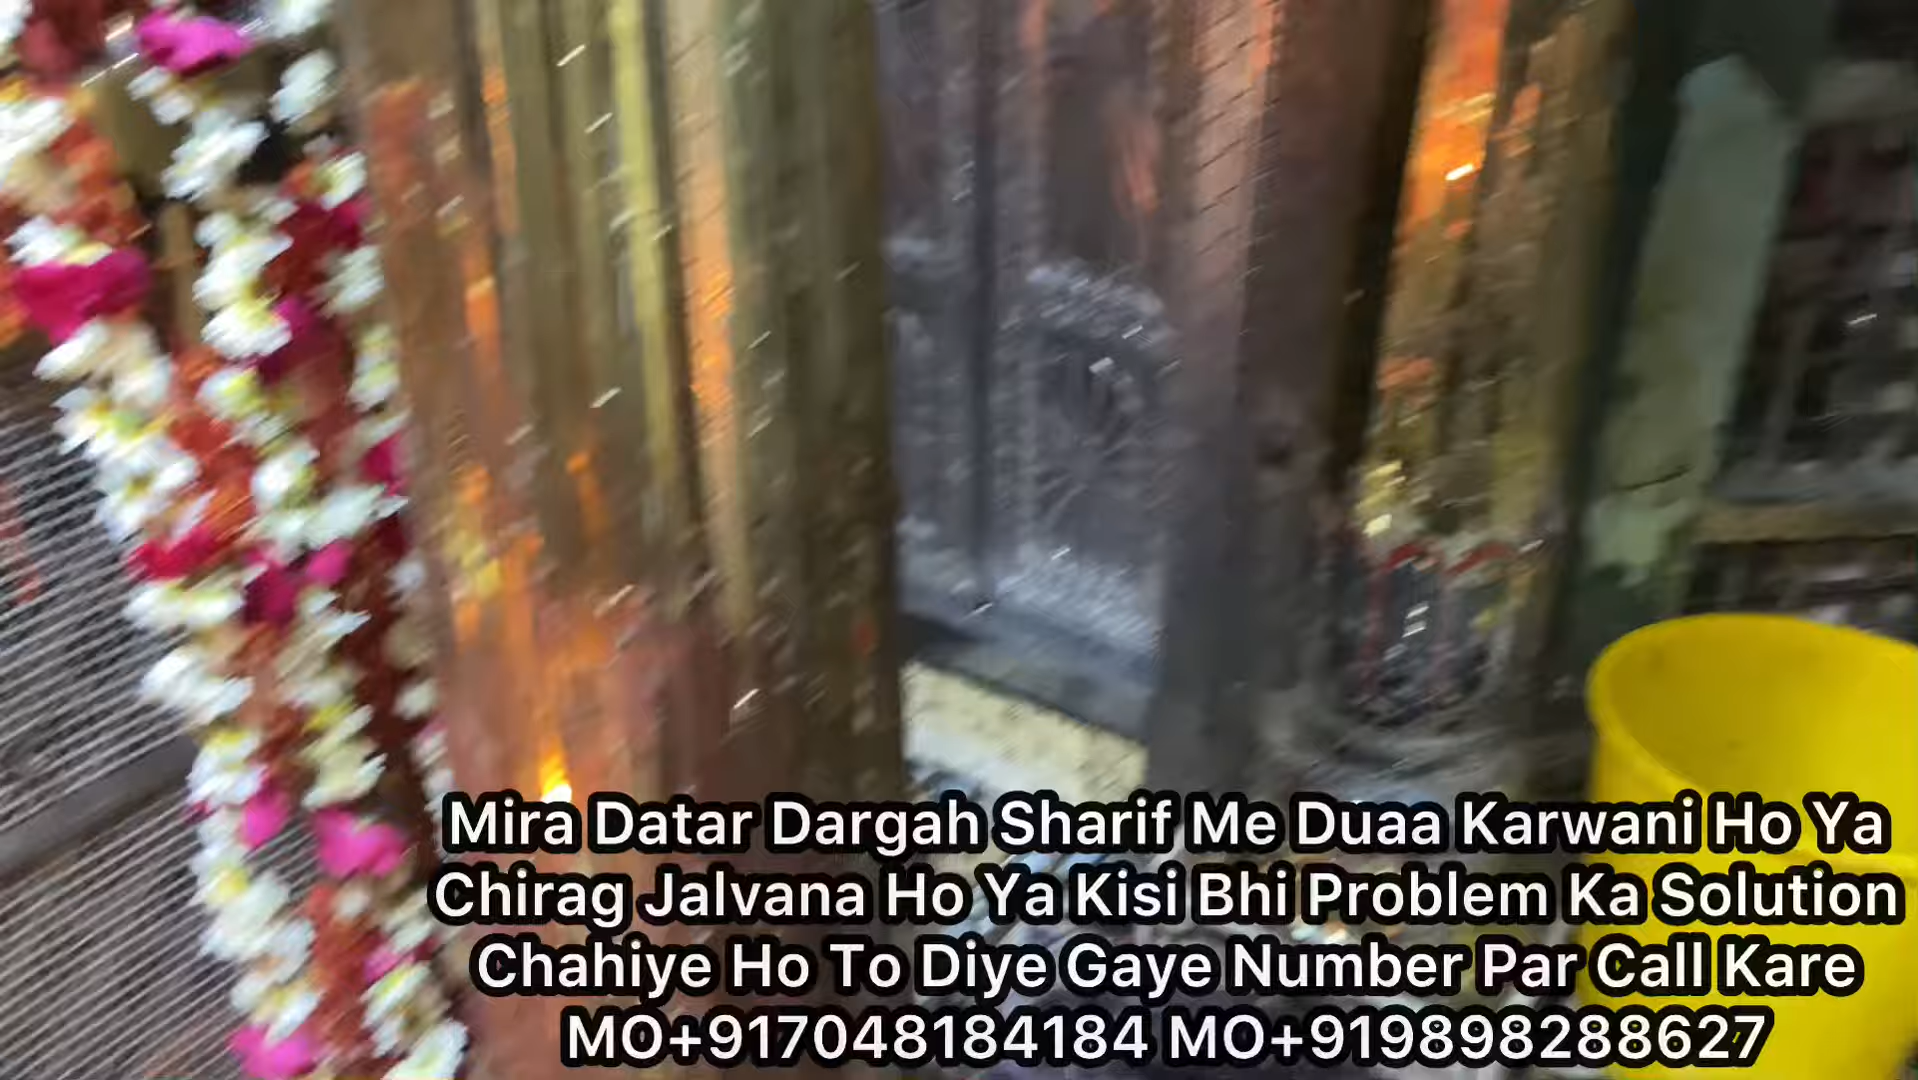 Mira Datar Dargah Sharif Me Duaa Karwani Ho Ya
Chirag Jalvana Ho Ya Kisi Bhi Problem Ka Solution
Chahiye Ho To Diye Gaye Number Par Call Kare
MO+917048184184 MO+919898288627